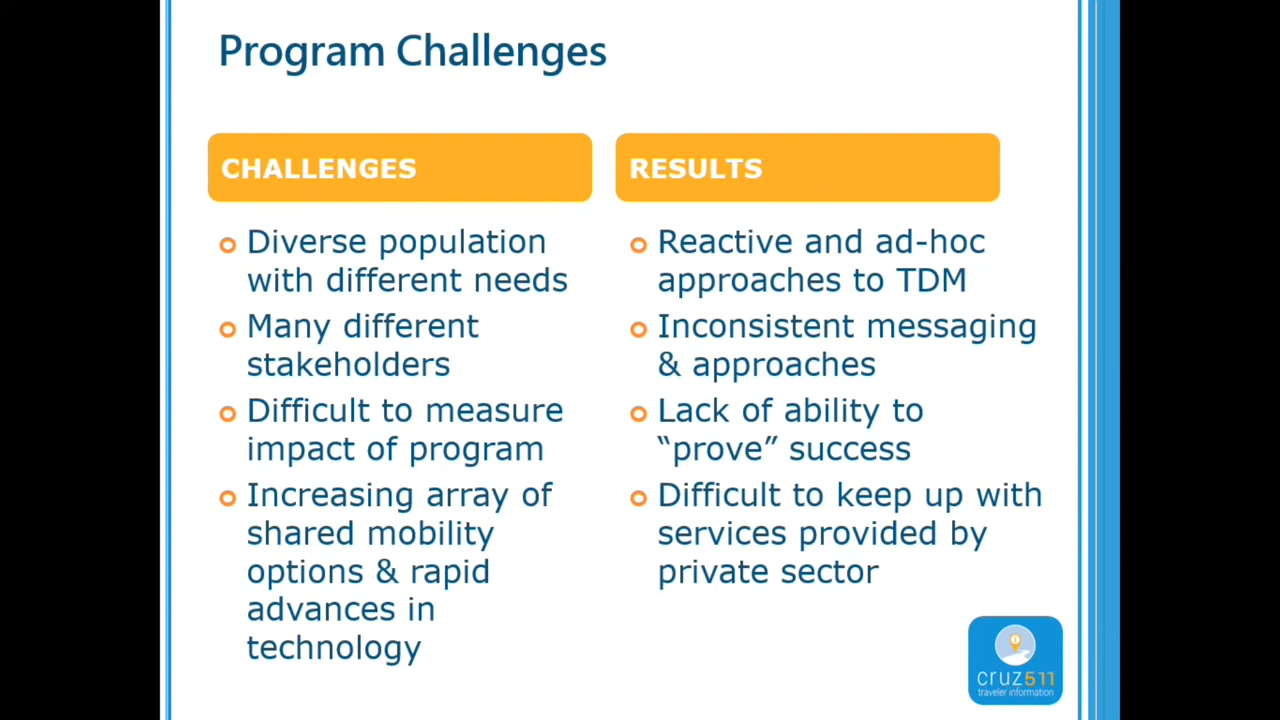 Program Challenges
CHALLENGES
Diverse population
with different needs
Many different
stakeholders
Difficult to measure
impact of program
Increasing array of
shared mobility
options & rapid
advances in
technology
RESULTS
Reactive and ad-hoc
approaches to TDM
Inconsistent messaging
& approaches
Lack of ability to
“prove” success
Difficult to keep up with
services provided by
private sector
cruz511
traveler information